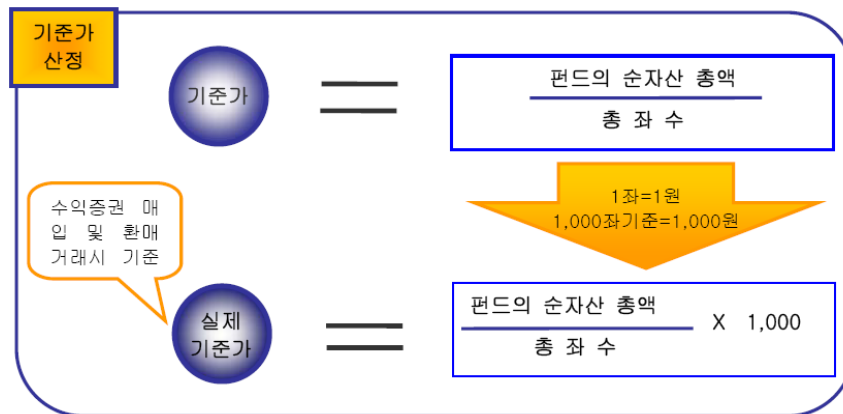 기준가
산정
기준가
펀드의 순자산 총액
총 좌 수
1좌=1원
1,000좌기준=1,000원
수익증권 매
입 및 환매
거래시 기준
실제
기준가
펀드의 순자산 총액
총 좌 수
X 1,000